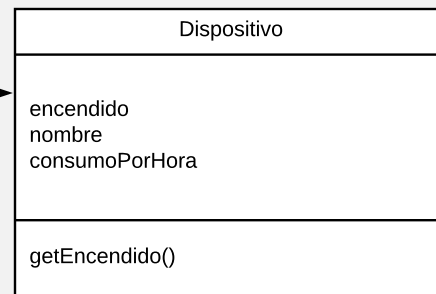 Dispositivo
encendido
nombre
consumoPorHora
getEncendido()